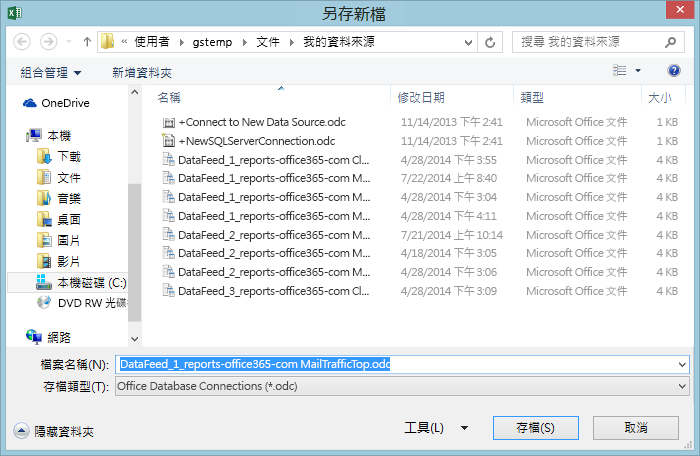 另存新檔
« 使用者 gstemp 文件 我的資料來源
搜尋 我的資料來源
組合管理 新增資料夾
名稱 修改日期 類型 大小
OneDrive
本機
下載
文件
音樂
桌面
圖片
影片
本機磁碟 (C:)
DVD RW 光碟
網路
+Connect to New Data Source.odc 11/14/2013 下午 2:41 Microsoft Office 文件 1 KB
+NewSQLServerConnection.odc 11/14/2013 下午 2:41 Microsoft Office 文件 1 KB
DataFeed_1_reports-office365-com Cl... 4/28/2014 下午 3:55 Microsoft Office 文件 4 KB
DataFeed_1_reports-office365-com M... 7/22/2014 上午 8:40 Microsoft Office 文件 4 KB
DataFeed_1_reports-office365-com M... 4/28/2014 下午 3:04 Microsoft Office 文件 4 KB
DataFeed_1_reports-office365-com M... 4/28/2014 下午 4:11 Microsoft Office 文件 4 KB
DataFeed_2_reports-office365-com M... 7/21/2014 上午 10:14 Microsoft Office 文件 4 KB
DataFeed_2_reports-office365-com M... 4/18/2014 下午 3:05 Microsoft Office 文件 4 KB
DataFeed_2_reports-office365-com M... 4/28/2014 下午 3:06 Microsoft Office 文件 4 KB
DataFeed_3_reports-office365-com Cl... 4/28/2014 下午 3:09 Microsoft Office 文件 4 KB
檔案名稱(N): DataFeed_1_reports-office365-com MailTrafficTop.odc
存檔類型(T): Office Database Connections (*.odc)
隱藏資料夾 工具(L) 存檔(S) 取消